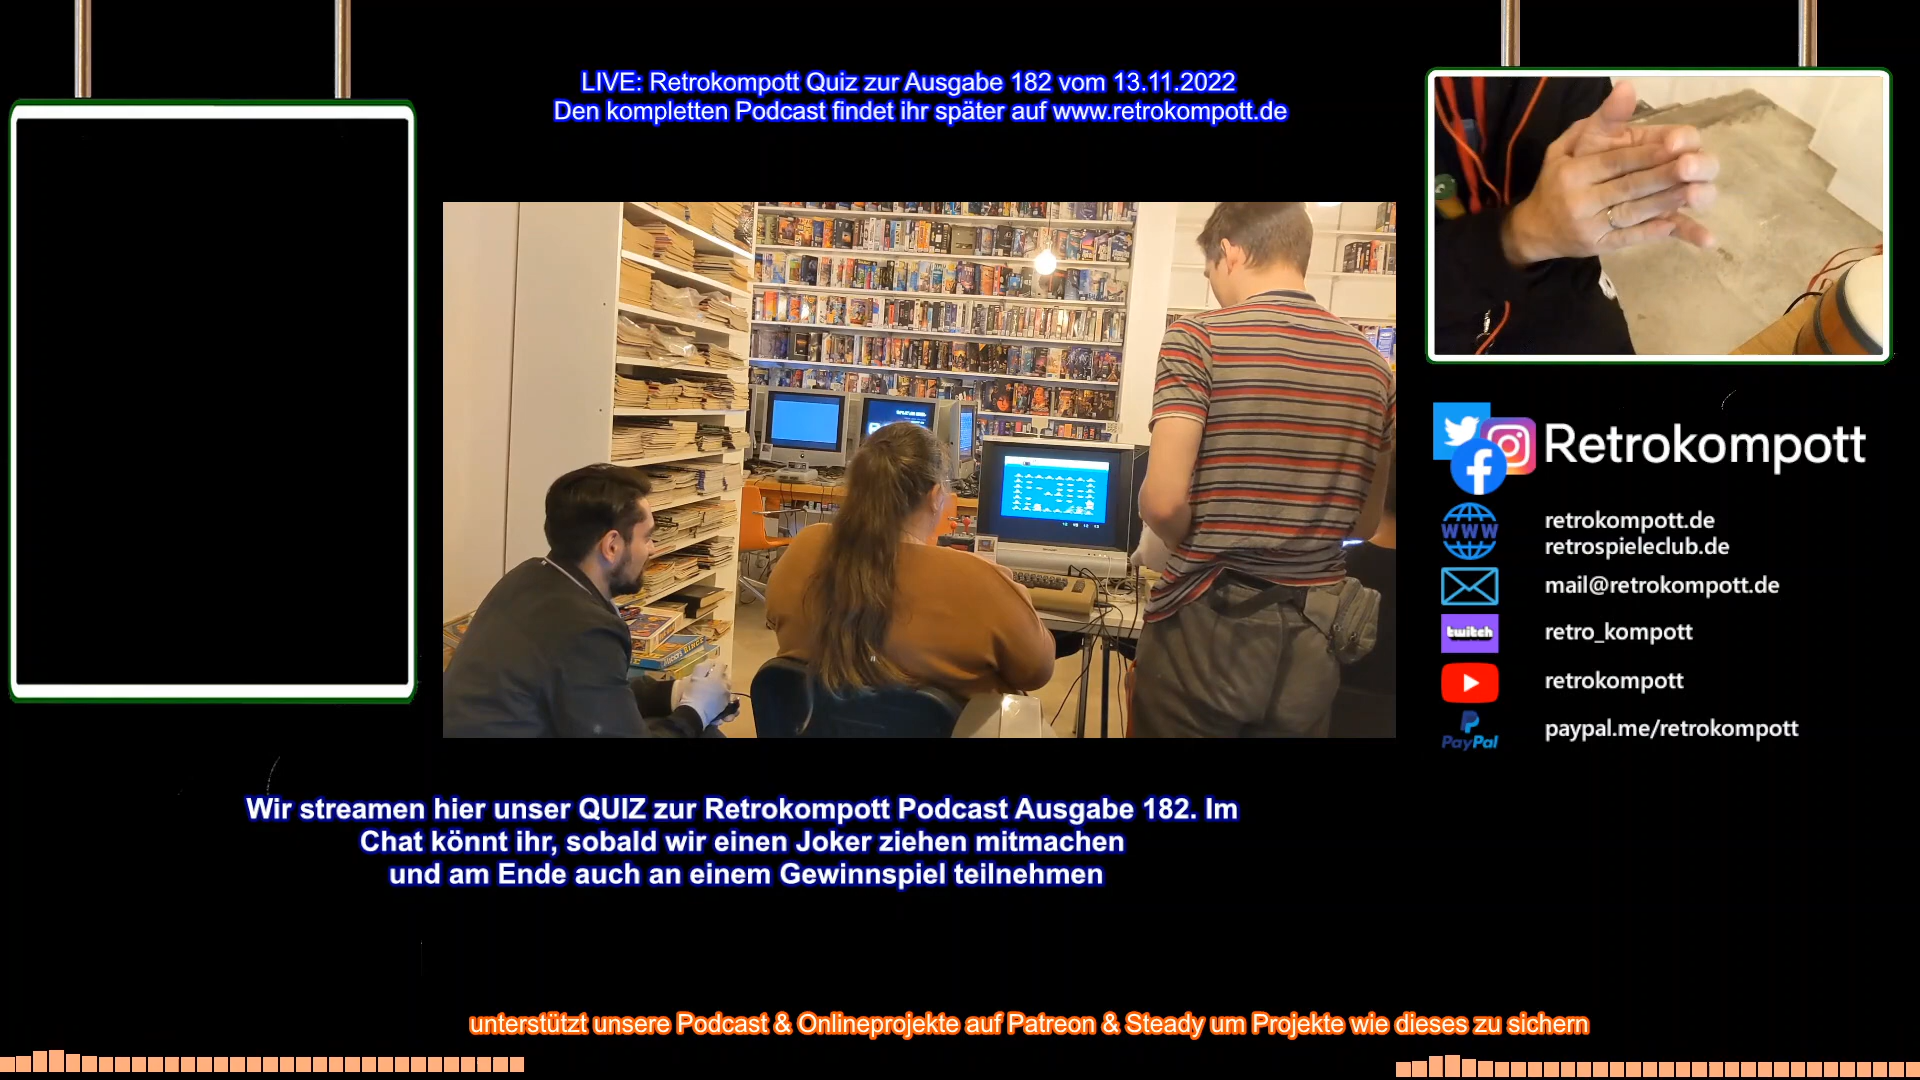 LIVE: Retrokompott Quiz zur Ausgabe 182 vom 13.11.2022
Den kompletten Podcast findet ihr später auf www.retrokompott.de
Retrokompott
WWW
retrokompott.de
retrospieleclub.de
mail@retrokompott.de
twitch
retro_kompott
retrokompott
PayPal
paypal.me/retrokompott
Wir streamen hier unser QUIZ zur Retrokompott Podcast Ausgabe 182. Im
Chat könnt ihr, sobald wir einen Joker ziehen mitmachen
und am Ende auch an einem Gewinnspiel teilnehmen
unterstützt unsere Podcast & Onlineprojekte auf Patreon & Steady um Projekte wie dieses zu sichern